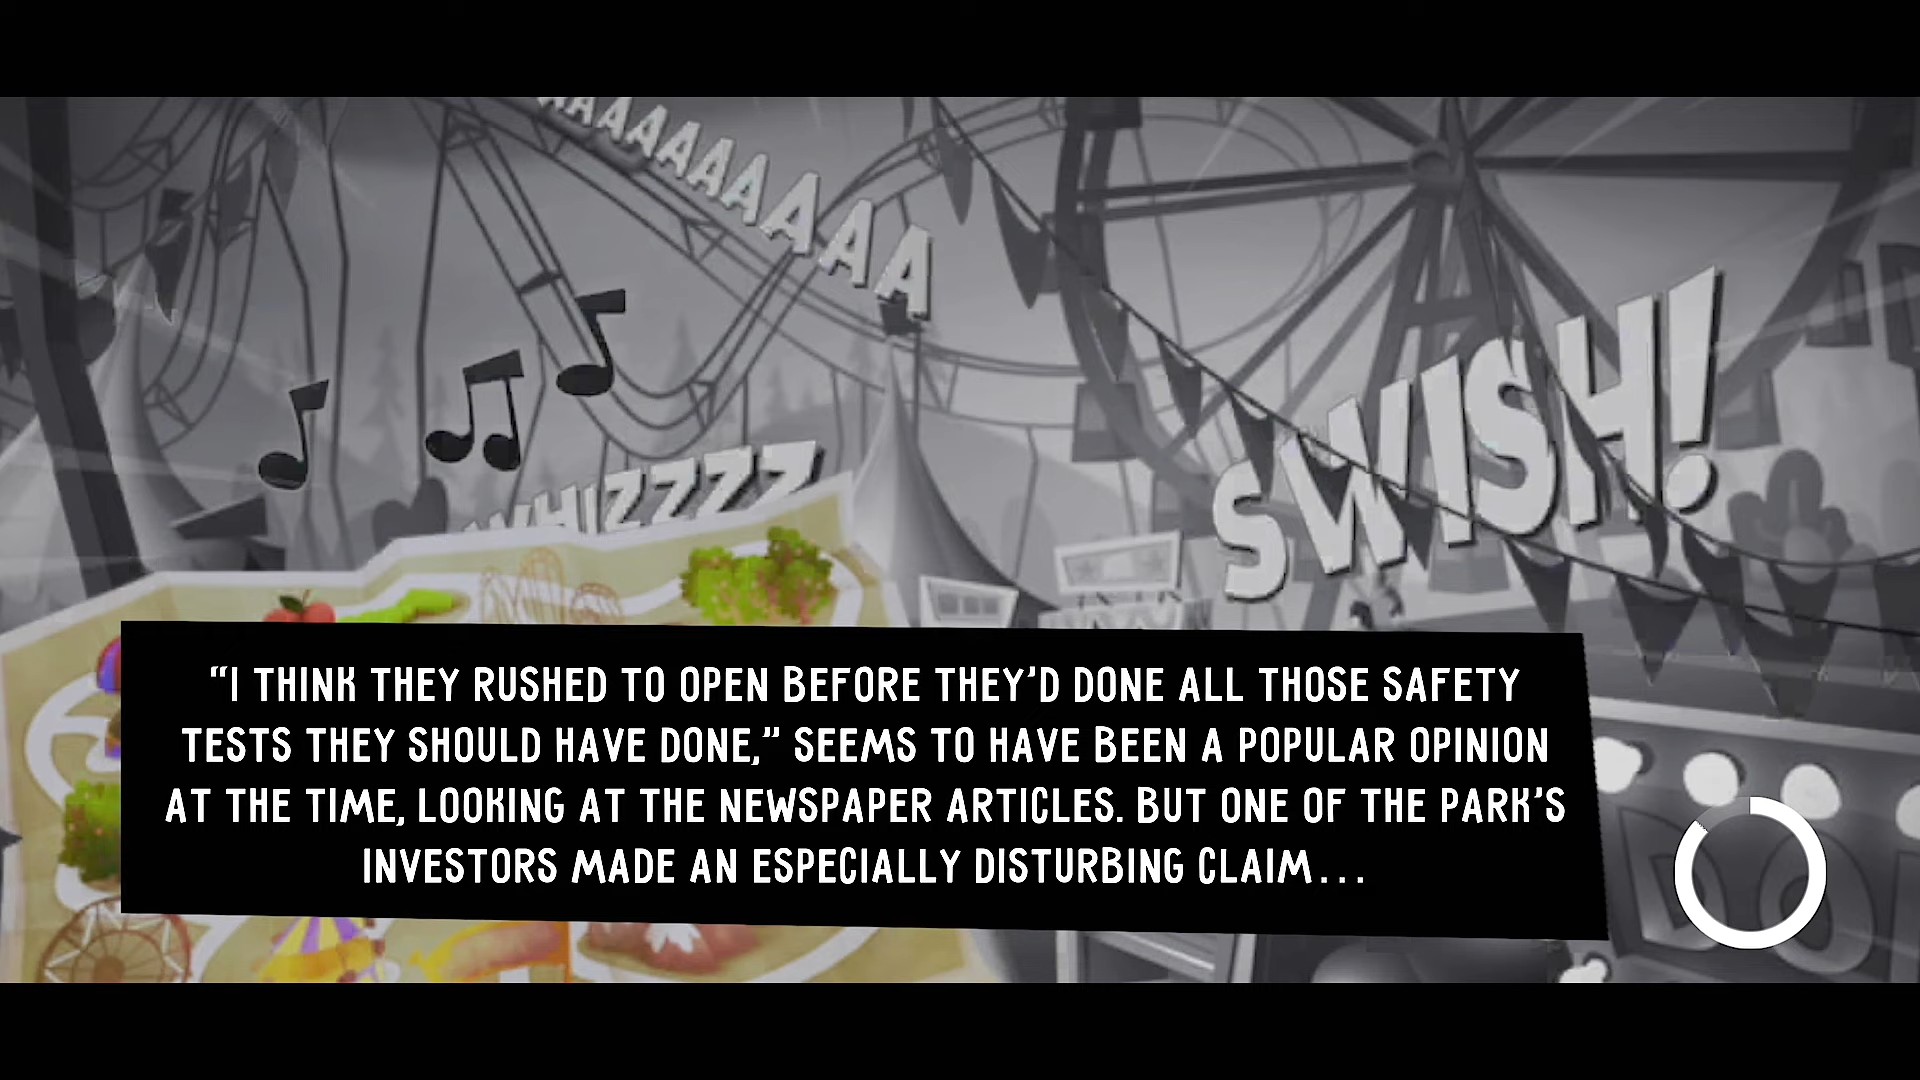 AAAAAAAAAA
WHIZZZZ
SWISH!
“I THINK THEY RUSHED TO OPEN BEFORE THEY’D DONE ALL THOSE SAFETY
TESTS THEY SHOULD HAVE DONE,” SEEMS TO HAVE BEEN A POPULAR OPINION
AT THE TIME, LOOKING AT THE NEWSPAPER ARTICLES. BUT ONE OF THE PARK’S
INVESTORS MADE AN ESPECIALLY DISTURBING CLAIM...